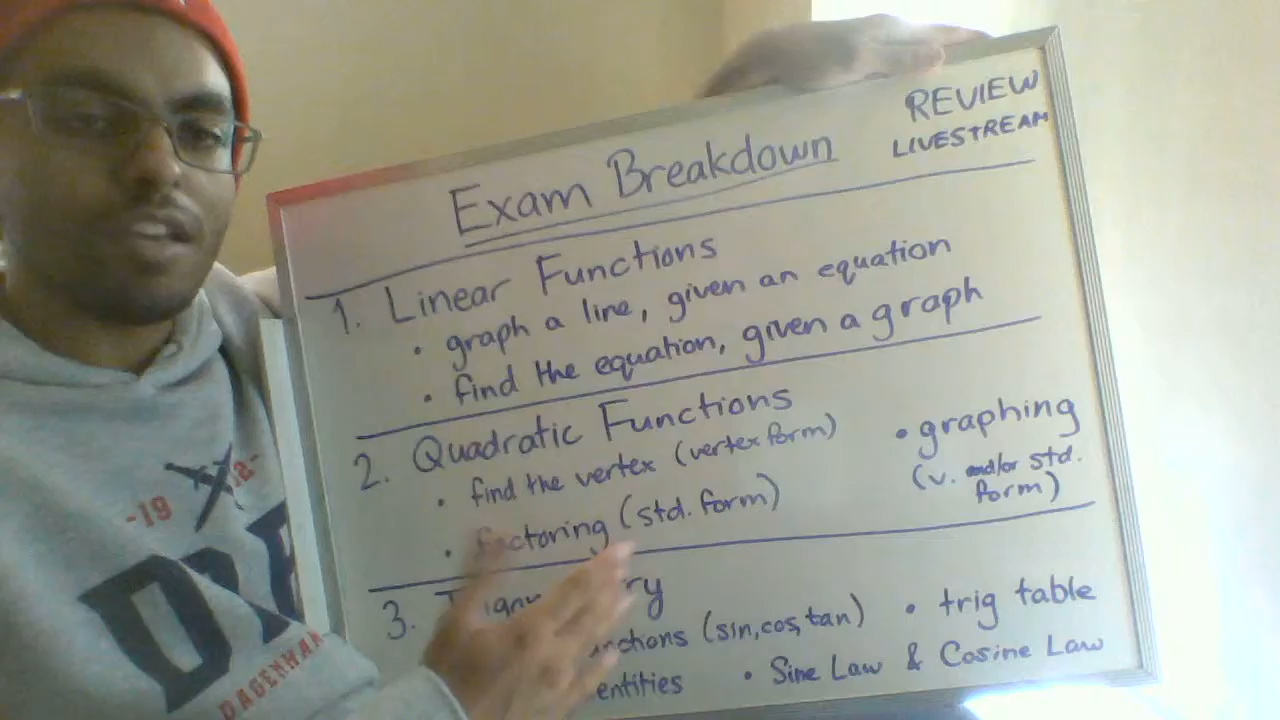 REVIEW
LIVESTREAM
Exam Breakdown
1. Linear Functions
• graph a line, given an equation
• find the equation, given a graph
2. Quadratic Functions
• find the vertex (vertex form)
• factoring (std. form)
• graphing
(v. and/or std.
form)
3.
(sin, cos, tan)
• trig table
• Sine Law & Cosine Law
-19
DAGENHAM